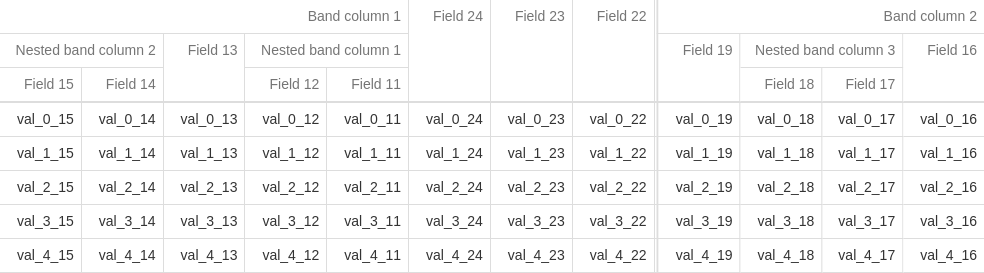 Band column 1 Field 24 Field 23 Field 22 Band column 2
Nested band column 2 Field 13 Nested band column 1 Field 19 Nested band column 3 Field 16
Field 15 Field 14 Field 12 Field 11 Field 18 Field 17
val_0_15 val_0_14 val_0_13 val_0_12 val_0_11 val_0_24 val_0_23 val_0_22 val_0_19 val_0_18 val_0_17 val_0_16
val_1_15 val_1_14 val_1_13 val_1_12 val_1_11 val_1_24 val_1_23 val_1_22 val_1_19 val_1_18 val_1_17 val_1_16
val_2_15 val_2_14 val_2_13 val_2_12 val_2_11 val_2_24 val_2_23 val_2_22 val_2_19 val_2_18 val_2_17 val_2_16
val_3_15 val_3_14 val_3_13 val_3_12 val_3_11 val_3_24 val_3_23 val_3_22 val_3_19 val_3_18 val_3_17 val_3_16
val_4_15 val_4_14 val_4_13 val_4_12 val_4_11 val_4_24 val_4_23 val_4_22 val_4_19 val_4_18 val_4_17 val_4_16